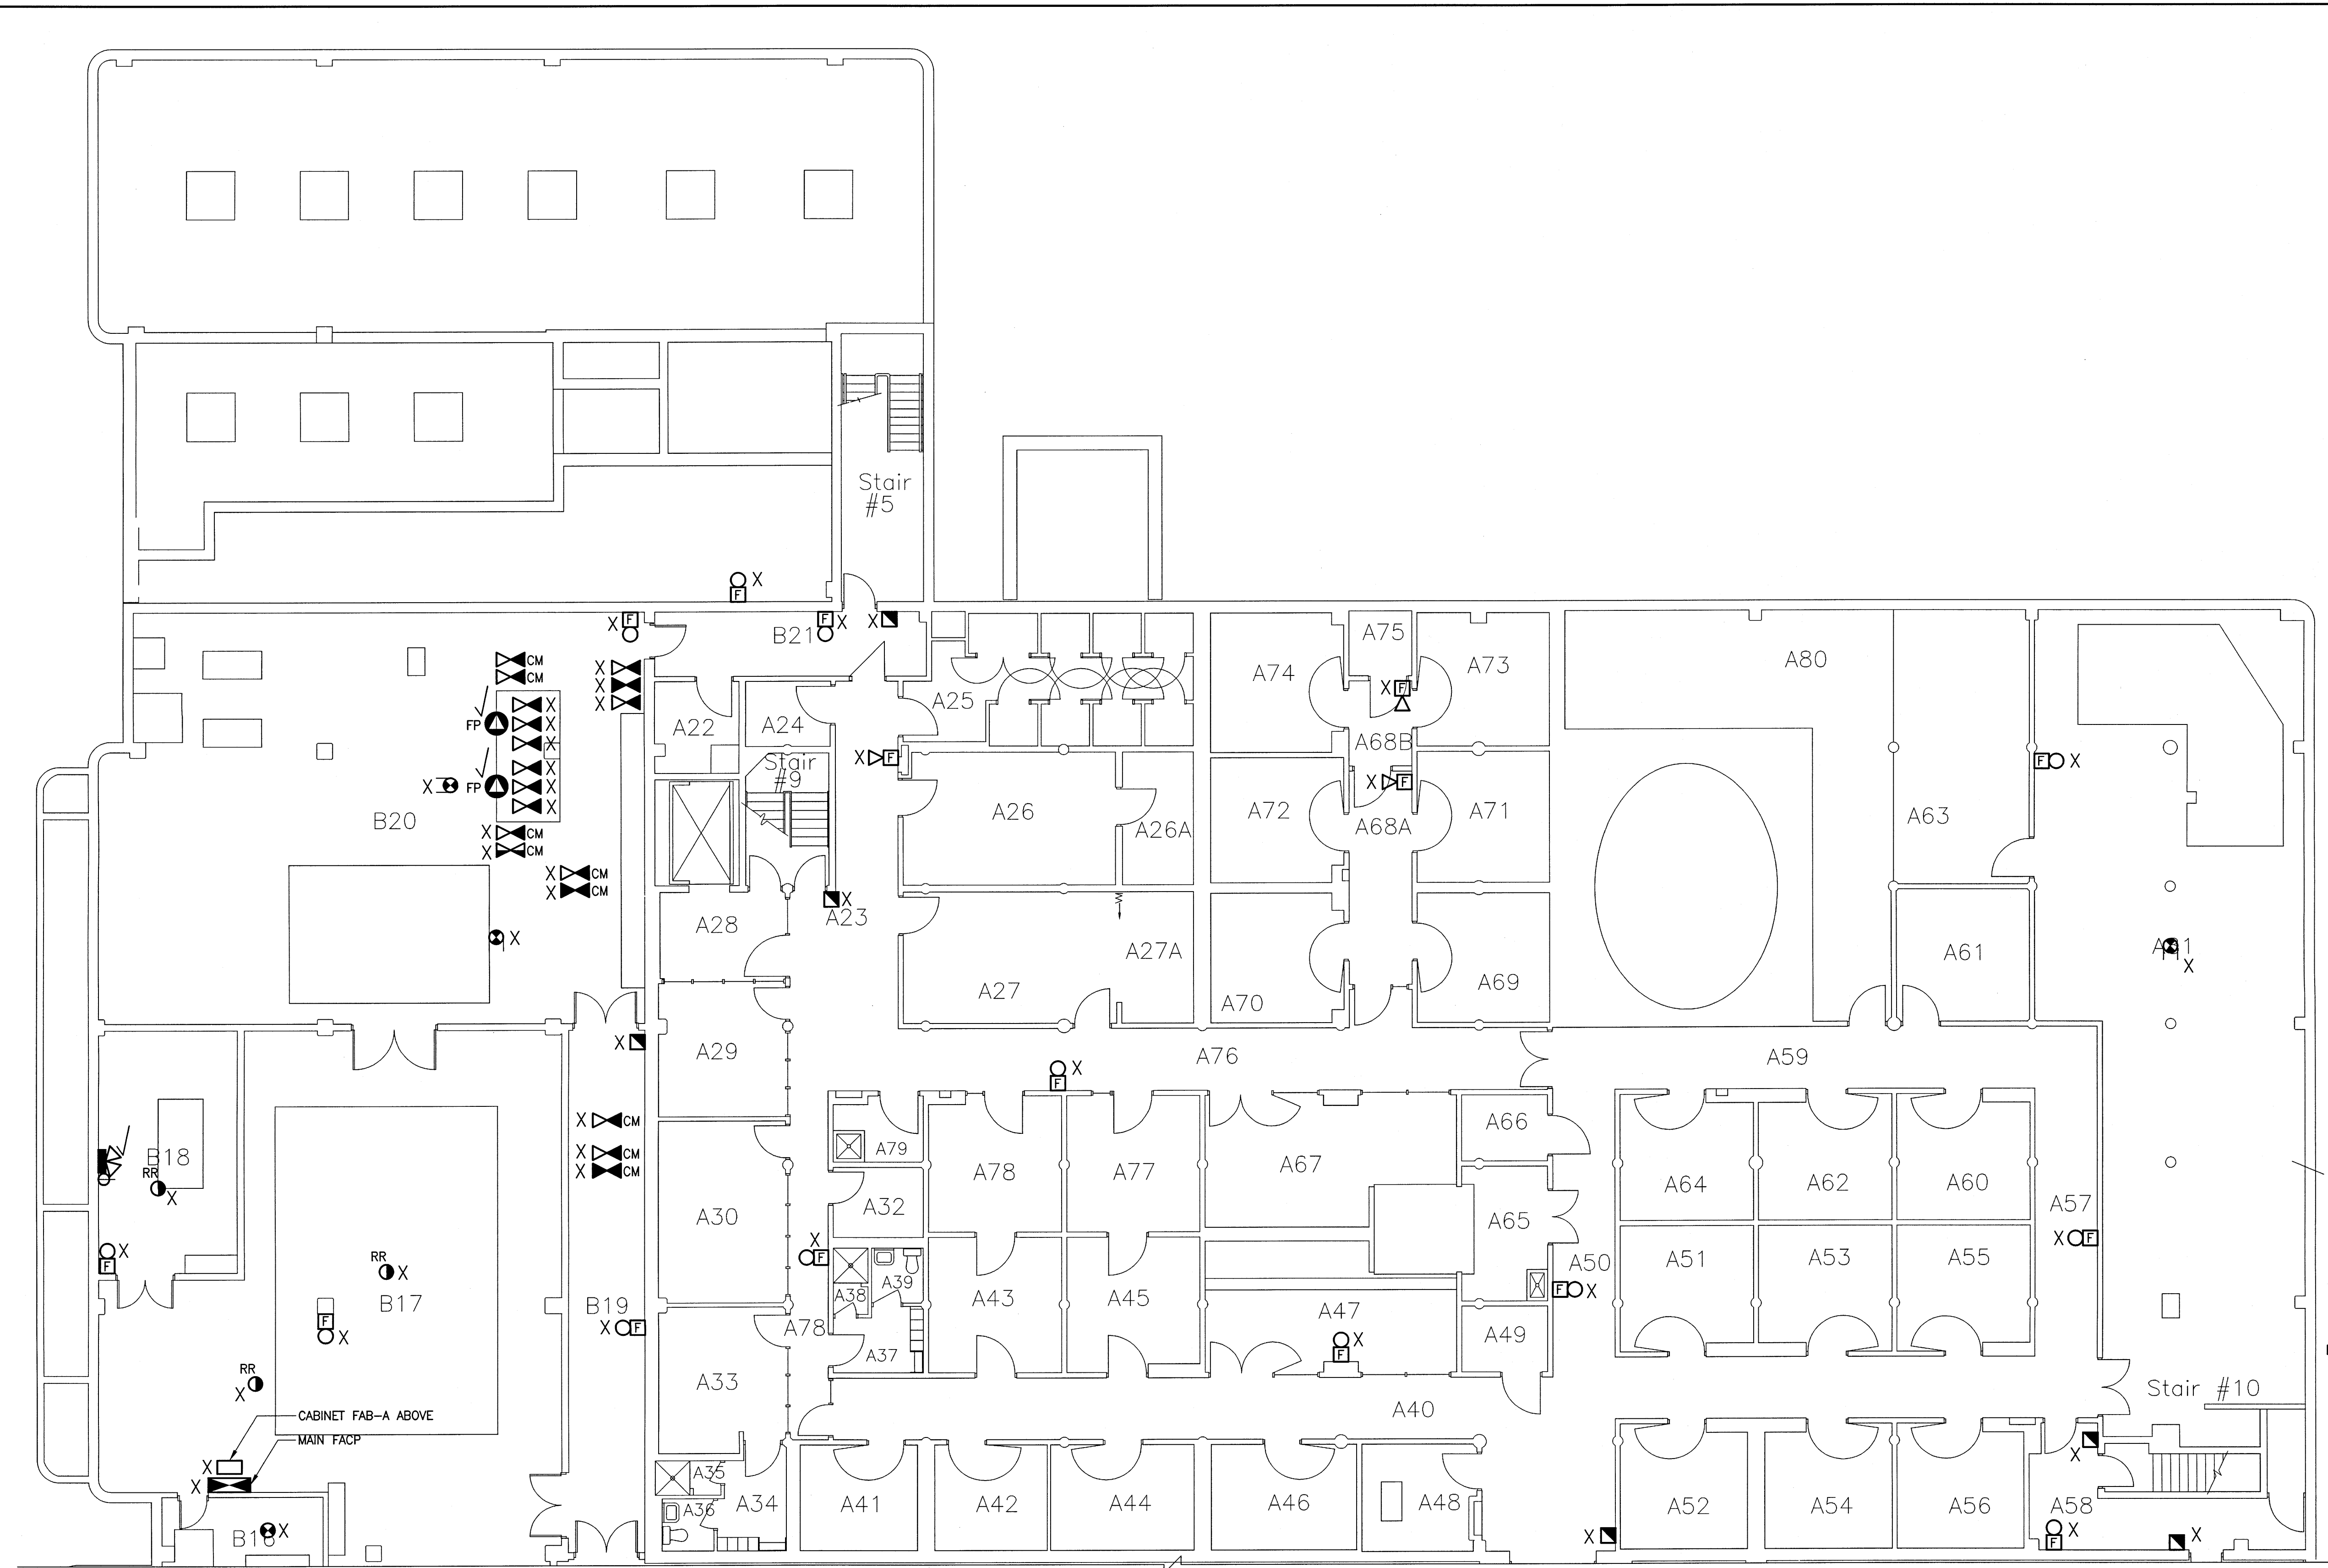 Stair
#5
X
F
X
F
F
X
X
B21
A75
A74
A73
A80
CM
CM
X
X
X
X
F
A25
A22
A24
X
FP
X
X
A68B
Stair
#9
X
F
F
X
X
F
X
X
FP
X
X
B20
A26
A26A
A72
A68A
A71
A63
X
CM
X
CM
X
CM
X
CM
X
A23
A28
X
A27A
A27
A70
A69
A61
X
X
A29
A76
A59
X
F
X
CM
X
CM
X
CM
A79
A78
A77
A67
A66
B18
RR
X
A64
A62
A60
A57
A30
A32
A65
X
F
X
F
X
F
A50
F
X
A51
A53
A55
RR
X
B17
A38
A39
A43
A45
B19
X
F
F
X
A78
A47
X
F
A49
A37
RR
X
A33
Stair #10
A40
CABINET FAB-A ABOVE
MAIN FACP
X
X
X
A35
A36
A34
A41
A42
A44
A46
A48
A52
A54
A56
A58
X
X
F
X
X